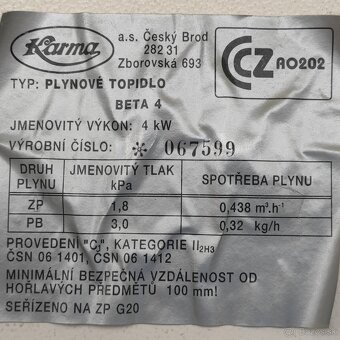 Karma
a.s. Český Brod
282 31
Zborovská 693
CCZ AO202
TYP: PLYNOVÉ TOPIDLO
BETA 4
JMENOVITÝ VÝKON: 4 kW
VÝROBNÍ ČÍSLO: * 067599
DRUH PLYNU JMENOVITÝ TLAK kPa SPOTŘEBA PLYNU
ZP 1,8 0,438 m³.h⁻¹
PB 3,0 0,32 kg/h
PROVEDENÍ "C₃", KATEGORIE II₂H3
ČSN 06 1401, ČSN 06 1412
MINIMÁLNÍ BEZPEČNÁ VZDÁLENOST OD
HOŘLAVÝCH PŘEDMĚTŮ 100 mm!
SEŘÍZENO NA ZP G20